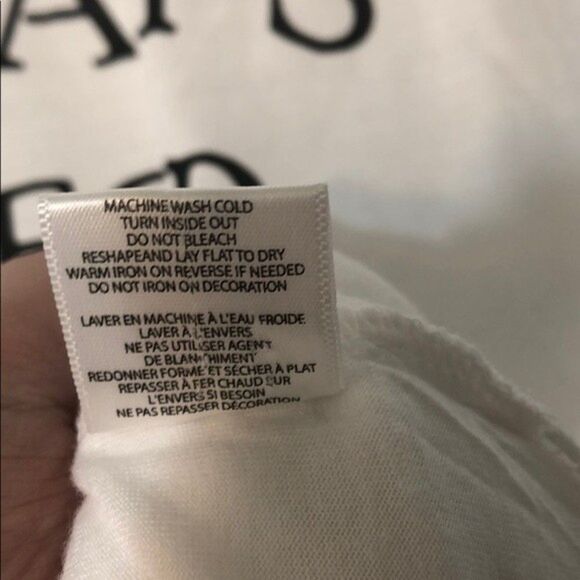 APS
MACHINE WASH COLD
TURN INSIDE OUT
DO NOT BLEACH
RESHAPEAND LAY FLAT TO DRY
WARM IRON ON REVERSE IF NEEDED
DO NOT IRON ON DECORATION
LAVER EN MACHINE À L'EAU FROIDE
LAVER À L'ENVERS
NE PAS UTILISER AGENT
DE BLANCHIMENT
REDONNER FORME ET SÉCHER À PLAT
REPASSER À FER CHAUD SUR
L'ENVERS SI BESOIN
NE PAS REPASSER DÉCORATION